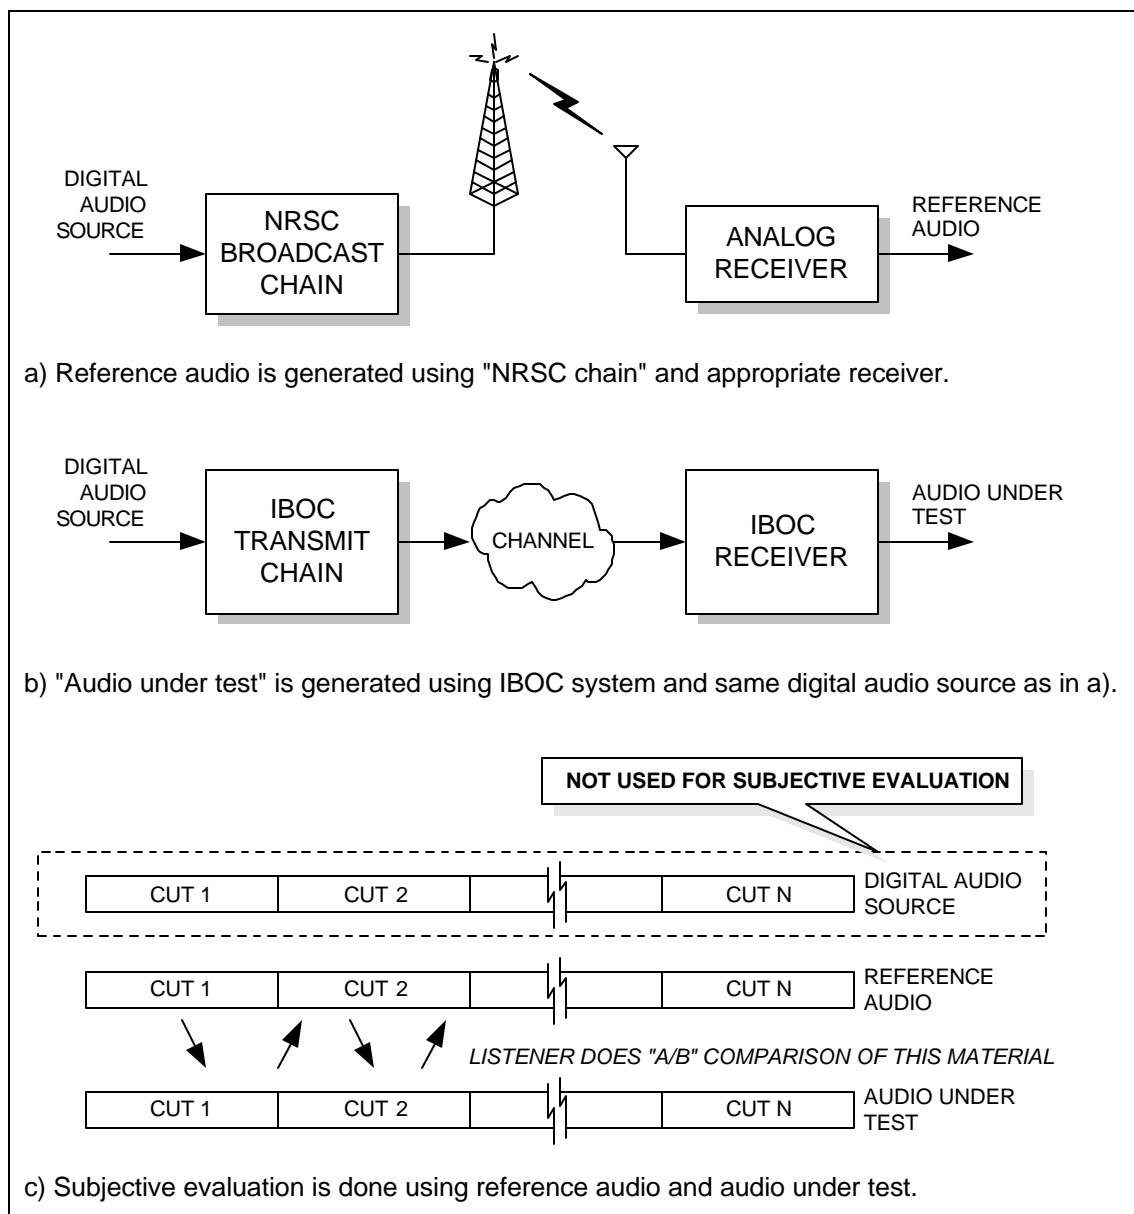 DIGITAL
AUDIO
SOURCE
NRSC
BROADCAST
CHAIN
ANALOG
RECEIVER
REFERENCE
AUDIO
a) Reference audio is generated using "NRSC chain" and appropriate receiver.
DIGITAL
AUDIO
SOURCE
IBOC
TRANSMIT
CHAIN
CHANNEL
IBOC
RECEIVER
AUDIO UNDER
TEST
b) "Audio under test" is generated using IBOC system and same digital audio source as in a).
NOT USED FOR SUBJECTIVE EVALUATION
CUT 1
CUT 2
CUT N
DIGITAL AUDIO
SOURCE
CUT 1
CUT 2
CUT N
REFERENCE
AUDIO
LISTENER DOES "A/B" COMPARISON OF THIS MATERIAL
CUT 1
CUT 2
CUT N
AUDIO UNDER
TEST
c) Subjective evaluation is done using reference audio and audio under test.